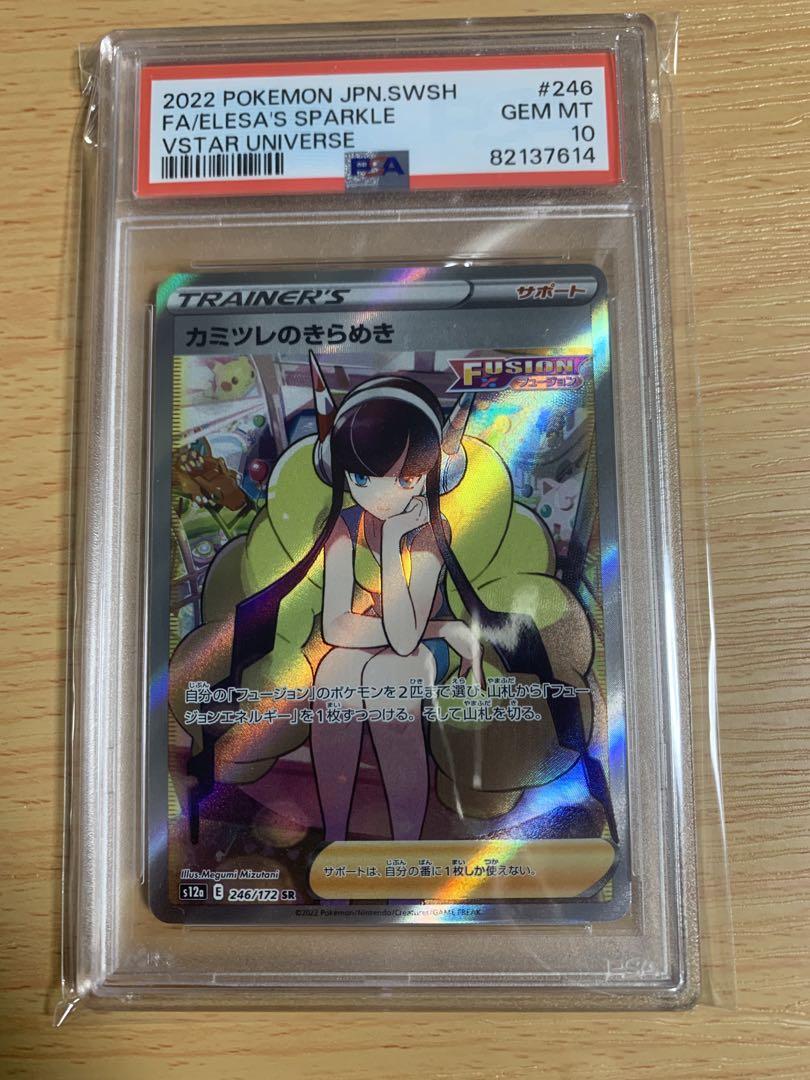 2022 POKEMON JPN.SWSH #246
FA/ELESA'S SPARKLE GEM MT
VSTAR UNIVERSE 10
PSA 82137614
TRAINER'S サポート
カミツレのきらめき
FUSION
フュージョン
自分の「フュージョン」のポケモンを2匹まで選び、山札から「フュー
ジョンエネルギー」を1枚ずつつける。そして山札を切る。
Illus.Megumi Mizutani
サポートは、自分の番に1枚しか使えない。
s12a E 246/172 SR
©2022 Pokémon/Nintendo/Creatures/GAME FREAK.